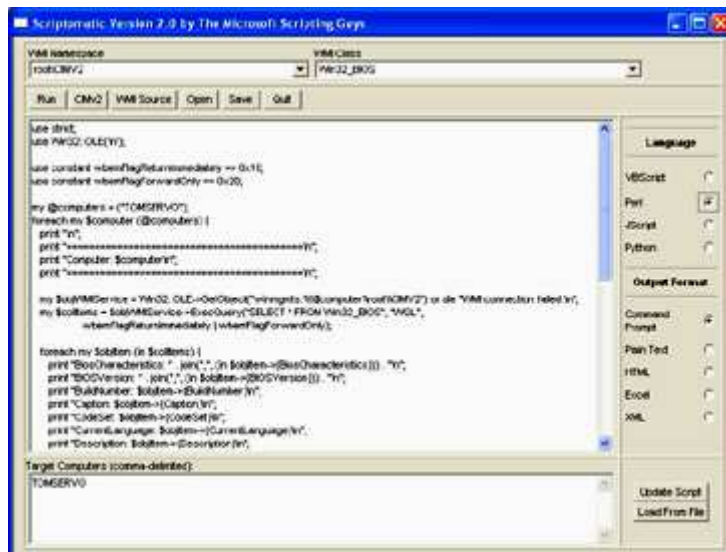 Scriptomatic Version 2.0 by The Microsoft Scripting Guys
WMI Namespace
WMI Class
root\CIMV2
Win32_BIOS
Run
CIMv2
WMI Source
Open
Save
Quit
use strict;
use Win32::OLE('in');
use constant wbemFlagReturnImmediately => 0x10;
use constant wbemFlagForwardOnly => 0x20;
my @computers = ("TOMSERVO");
foreach my $computer (@computers) {
print "\n";
print "==========================================\n";
print "Computer: $computer\n";
print "==========================================\n";
my $objWMIService = Win32::OLE->GetObject("winmgmts:\\\\$computer\\root\\CIMV2") or die "WMI connection failed.\n";
my $colItems = $objWMIService->ExecQuery("SELECT * FROM Win32_BIOS", "WQL",
wbemFlagReturnImmediately | wbemFlagForwardOnly);
foreach my $objItem (in $colItems) {
print "BiosCharacteristics: " . join(",", (in $objItem->{BiosCharacteristics})) . "\n";
print "BIOSVersion: " . join(",", (in $objItem->{BIOSVersion})) . "\n";
print "BuildNumber: $objItem->{BuildNumber}\n";
print "Caption: $objItem->{Caption}\n";
print "CodeSet: $objItem->{CodeSet}\n";
print "CurrentLanguage: $objItem->{CurrentLanguage}\n";
print "Description: $objItem->{Description}\n";
Language
VBScript
Perl
JScript
Python
Output Format
Command
Prompt
Plain Text
HTML
Excel
XML
Target Computers (comma-delimited):
TOMSERVO
Update Script
Load From File